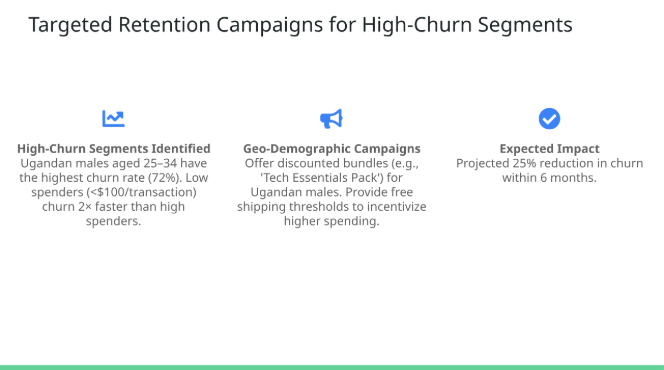 Targeted Retention Campaigns for High-Churn Segments
High-Churn Segments Identified
Ugandan males aged 25–34 have
the highest churn rate (72%). Low
spenders (<$100/transaction)
churn 2× faster than high
spenders.
Geo-Demographic Campaigns
Offer discounted bundles (e.g.,
'Tech Essentials Pack') for
Ugandan males. Provide free
shipping thresholds to incentivize
higher spending.
Expected Impact
Projected 25% reduction in churn
within 6 months.